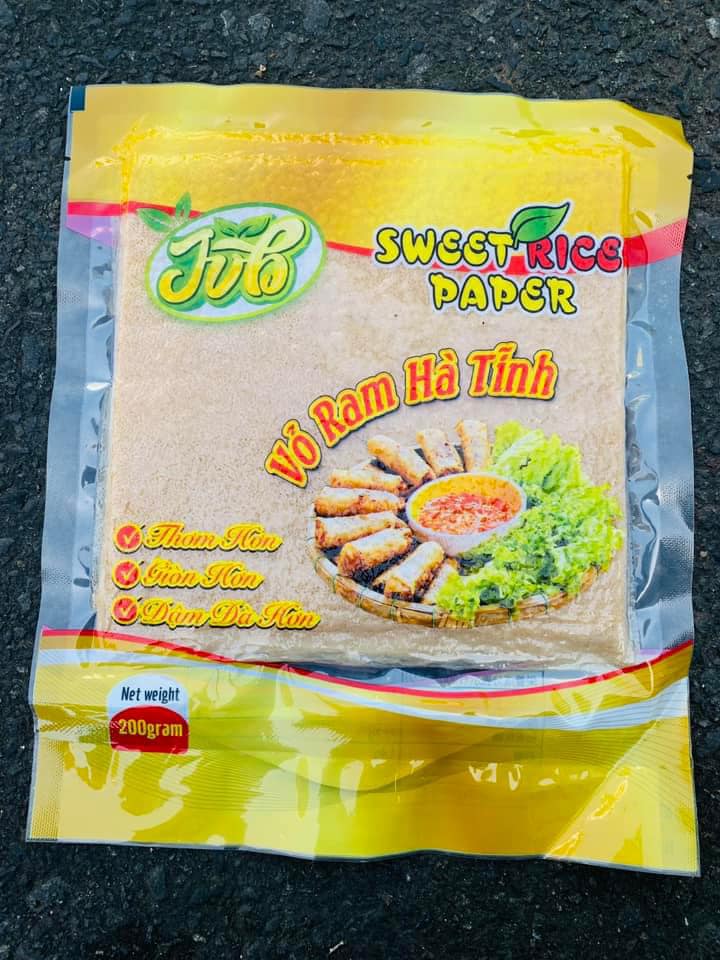 JVB
SWEET RICE
PAPER
Vỏ Ram Hà Tĩnh
Thơm Hơn
Giòn Hơn
Đậm Đà Hơn
Net weight
200gram